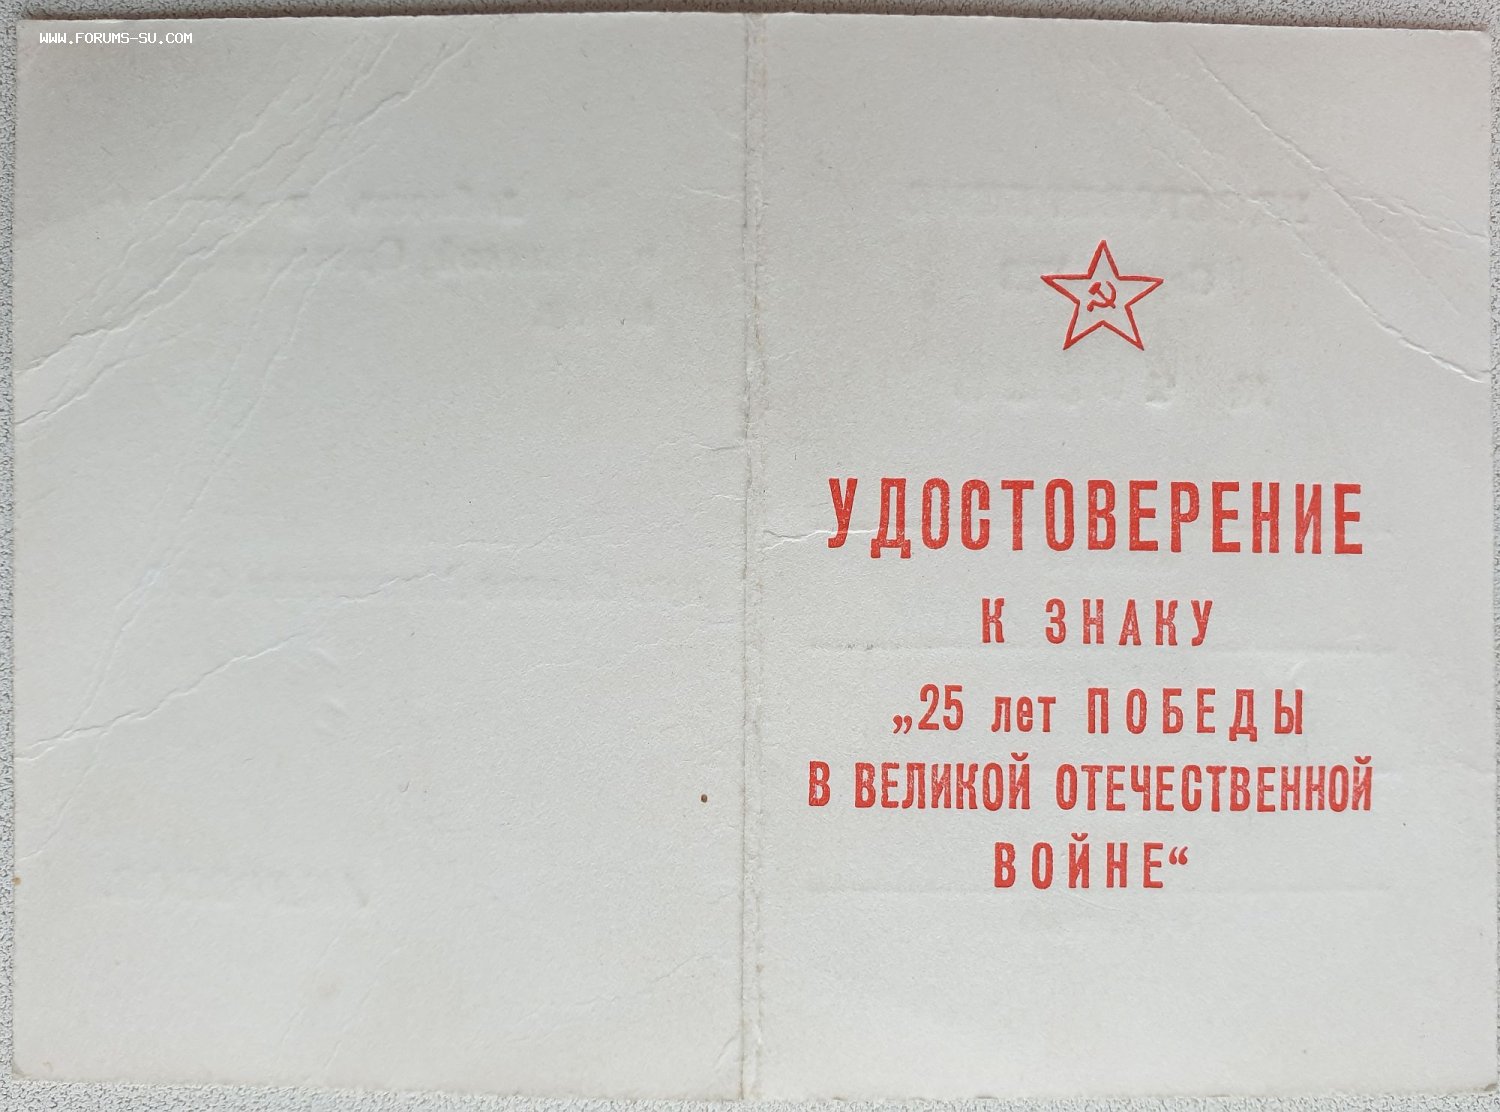 WWW.FORUMS-SU.COM
УДОСТОВЕРЕНИЕ
К ЗНАКУ
„25 лет ПОБЕДЫ
В ВЕЛИКОЙ ОТЕЧЕСТВЕННОЙ
ВОЙНЕ“